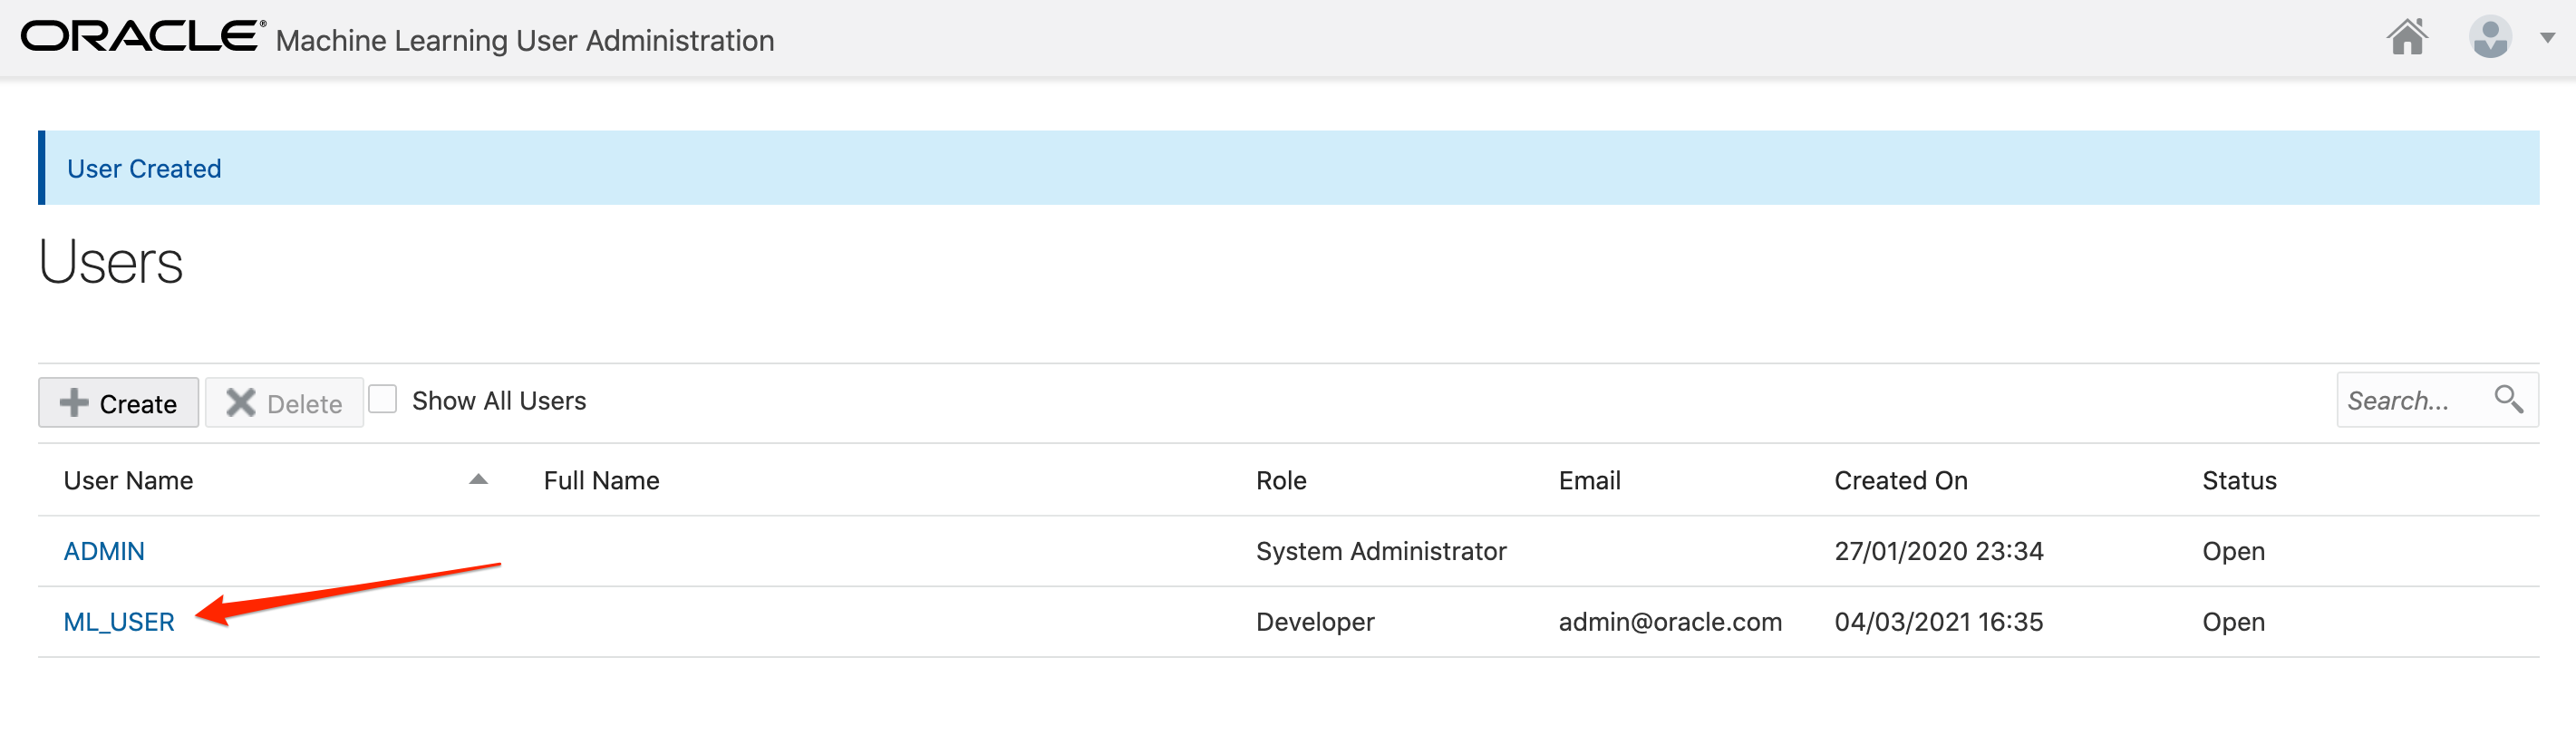 ORACLE® Machine Learning User Administration
User Created
Users
Create Delete Show All Users Search...
User Name Full Name Role Email Created On Status
ADMIN System Administrator 27/01/2020 23:34 Open
ML_USER Developer admin@oracle.com 04/03/2021 16:35 Open